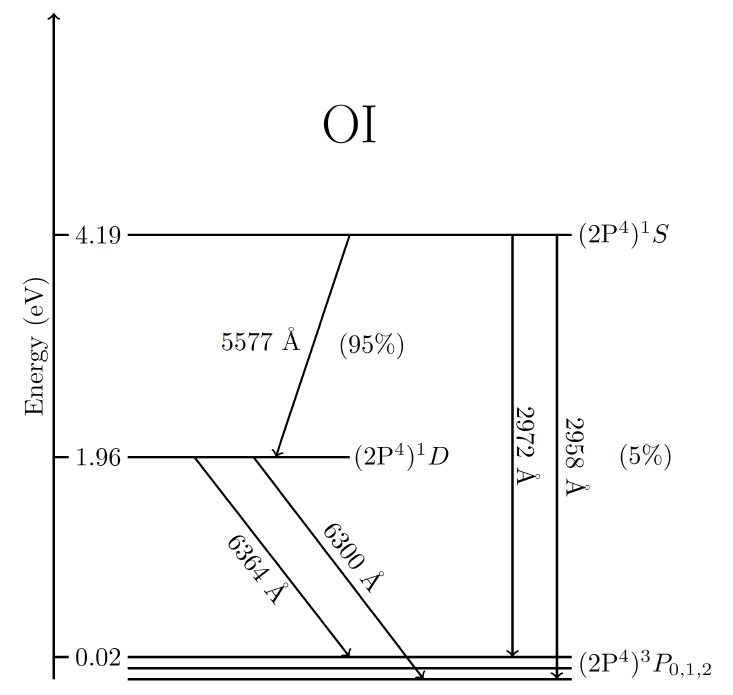 OI
4.19
(2P⁴)¹S
Energy (eV)
5577 Å
(95%)
2972 Å
2958 Å
(5%)
1.96
(2P⁴)¹D
6364 Å
6300 Å
0.02
(2P⁴)³P₀,₁,₂